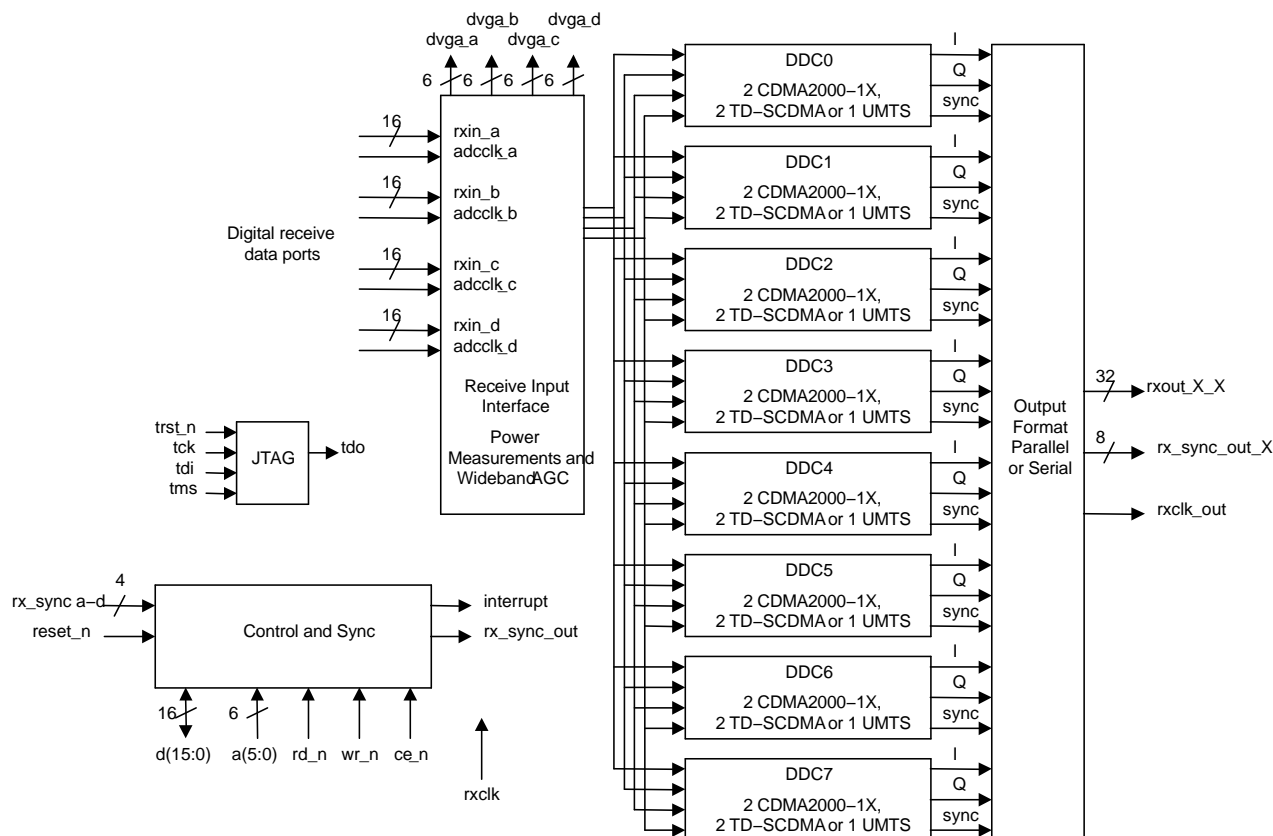 dvga_b
dvga_d
dvga_a
dvga_c
6
6
6
6
16
rxin_a
adcclk_a
16
rxin_b
adcclk_b
Digital receive
data ports
16
rxin_c
adcclk_c
16
rxin_d
adcclk_d
Receive Input
Interface
Power
Measurements and
Wideband AGC
trst_n
tck
tdi
tms
JTAG
tdo
4
rx_sync a–d
reset_n
Control and Sync
interrupt
rx_sync_out
16
6
d(15:0)
a(5:0)
rd_n
wr_n
ce_n
rxclk
DDC0
2 CDMA2000–1X,
2 TD–SCDMA or 1 UMTS
I
Q
sync
DDC1
2 CDMA2000–1X,
2 TD–SCDMA or 1 UMTS
I
Q
sync
DDC2
2 CDMA2000–1X,
2 TD–SCDMA or 1 UMTS
I
Q
sync
DDC3
2 CDMA2000–1X,
2 TD–SCDMA or 1 UMTS
I
Q
sync
DDC4
2 CDMA2000–1X,
2 TD–SCDMA or 1 UMTS
I
Q
sync
DDC5
2 CDMA2000–1X,
2 TD–SCDMA or 1 UMTS
I
Q
sync
DDC6
2 CDMA2000–1X,
2 TD–SCDMA or 1 UMTS
I
Q
sync
DDC7
2 CDMA2000–1X,
2 TD–SCDMA or 1 UMTS
I
Q
sync
Output
Format
Parallel
or Serial
32
rxout_X_X
8
rx_sync_out_X
rxclk_out